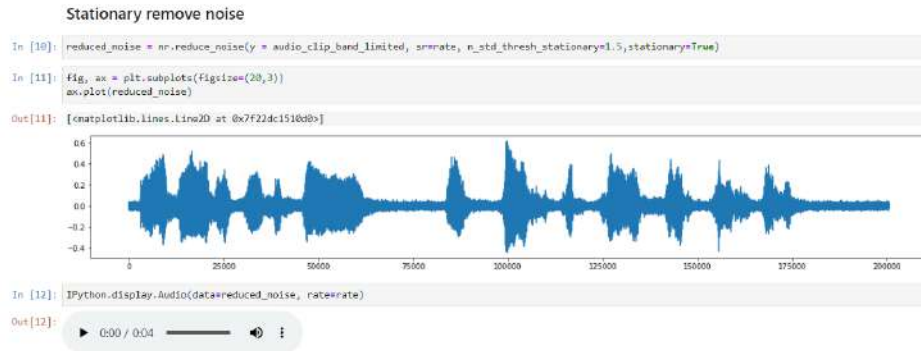 Stationary remove noise
In [10]: reduced_noise = nr.reduce_noise(y = audio_clip_band_limited, sr=rate, n_std_thresh_stationary=1.5,stationary=True)
In [11]: fig, ax = plt.subplots(figsize=(20,3))
ax.plot(reduced_noise)
Out[11]: [<matplotlib.lines.Line2D at 0x7f22dc1510d0>]
0.6
0.4
0.2
0.0
−0.2
−0.4
0 25000 50000 75000 100000 125000 150000 175000 200000
In [12]: IPython.display.Audio(data=reduced_noise, rate=rate)
Out[12]:
0:00 / 0:04